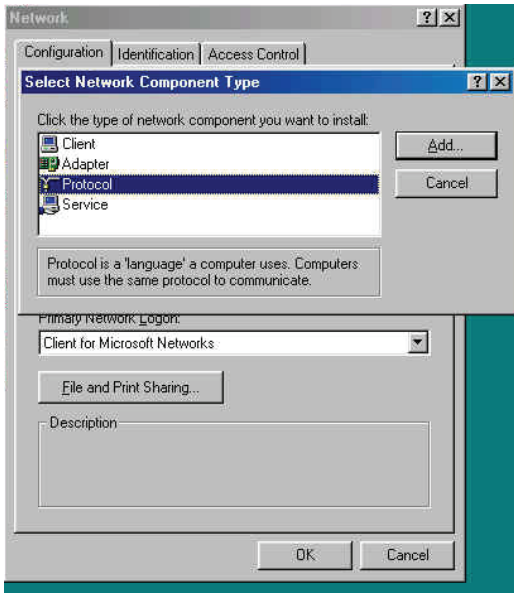 Network
Configuration Identification Access Control
Select Network Component Type
Click the type of network component you want to install:
Client
Adapter
Protocol
Service
Add...
Cancel
Protocol is a 'language' a computer uses. Computers
must use the same protocol to communicate.
Primary Network Logon:
Client for Microsoft Networks
File and Print Sharing...
Description
OK Cancel